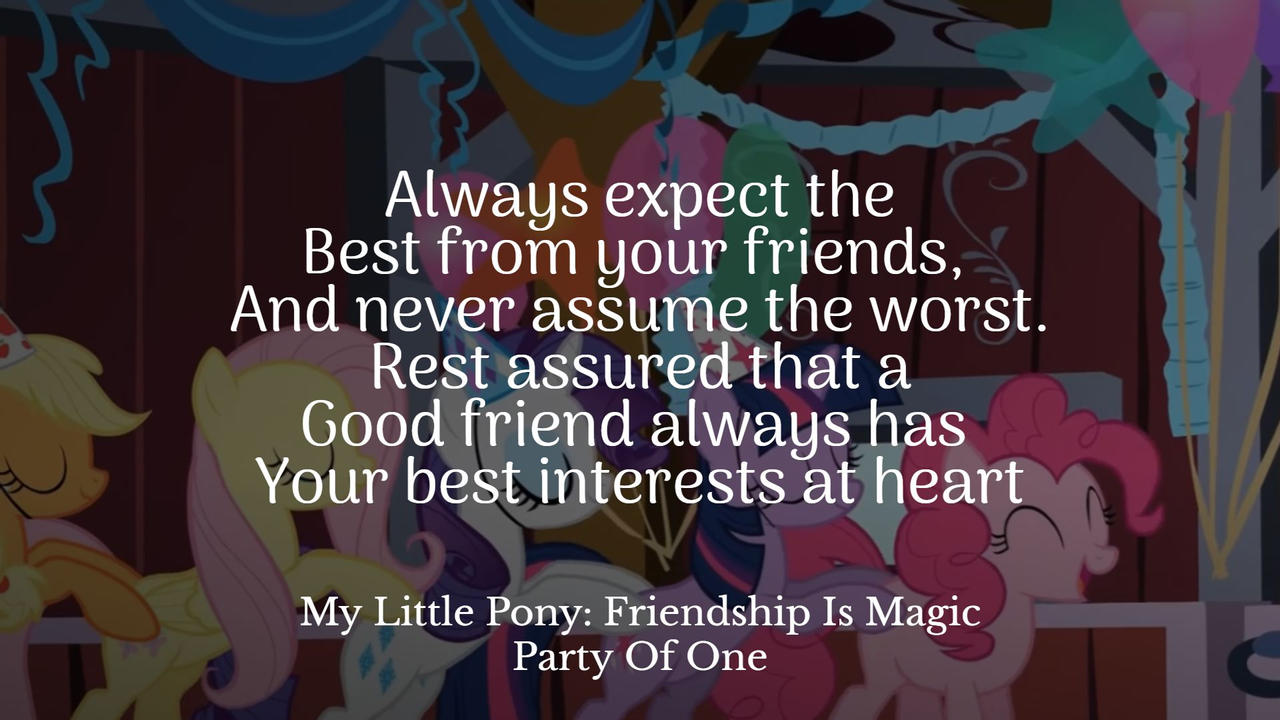 Always expect the
Best from your friends,
And never assume the worst.
Rest assured that a
Good friend always has
Your best interests at heart
My Little Pony: Friendship Is Magic
Party Of One